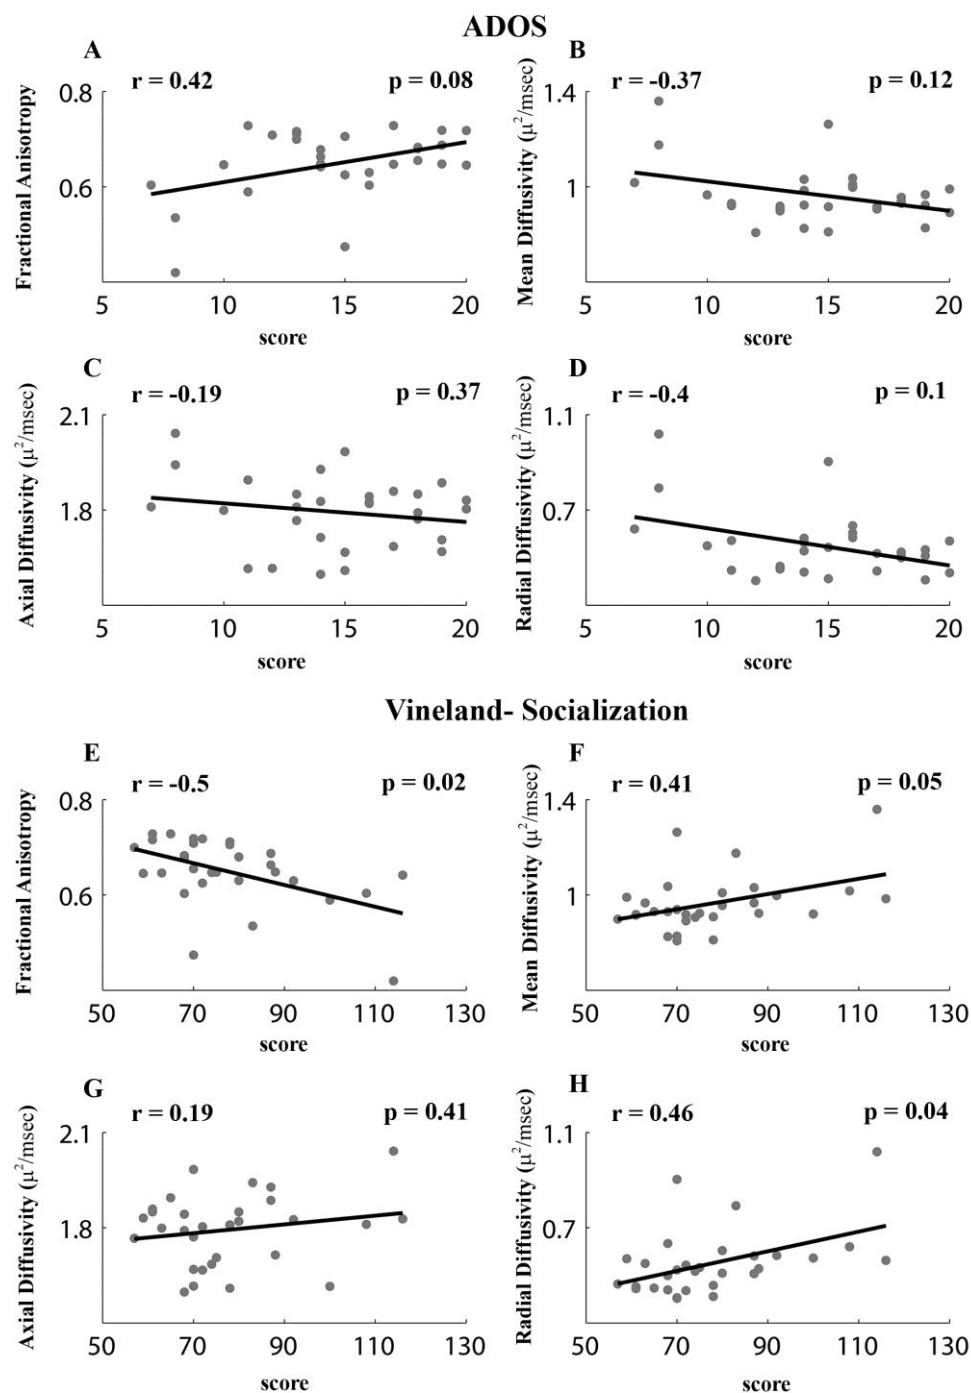 ADOS
A
B
r = 0.42
p = 0.08
r = -0.37
p = 0.12
Fractional Anisotropy
0.8
0.6
5
10
15
20
score
Mean Diffusivity (μ²/msec)
1.4
1
5
10
15
20
score
C
D
r = -0.19
p = 0.37
r = -0.4
p = 0.1
Axial Diffusivity (μ²/msec)
2.1
1.8
5
10
15
20
score
Radial Diffusivity (μ²/msec)
1.1
0.7
5
10
15
20
score
Vineland- Socialization
E
F
r = -0.5
p = 0.02
r = 0.41
p = 0.05
Fractional Anisotropy
0.8
0.6
50
70
90
110
130
score
Mean Diffusivity (μ²/msec)
1.4
1
50
70
90
110
130
score
G
H
r = 0.19
p = 0.41
r = 0.46
p = 0.04
Axial Diffusivity (μ²/msec)
2.1
1.8
50
70
90
110
130
score
Radial Diffusivity (μ²/msec)
1.1
0.7
50
70
90
110
130
score